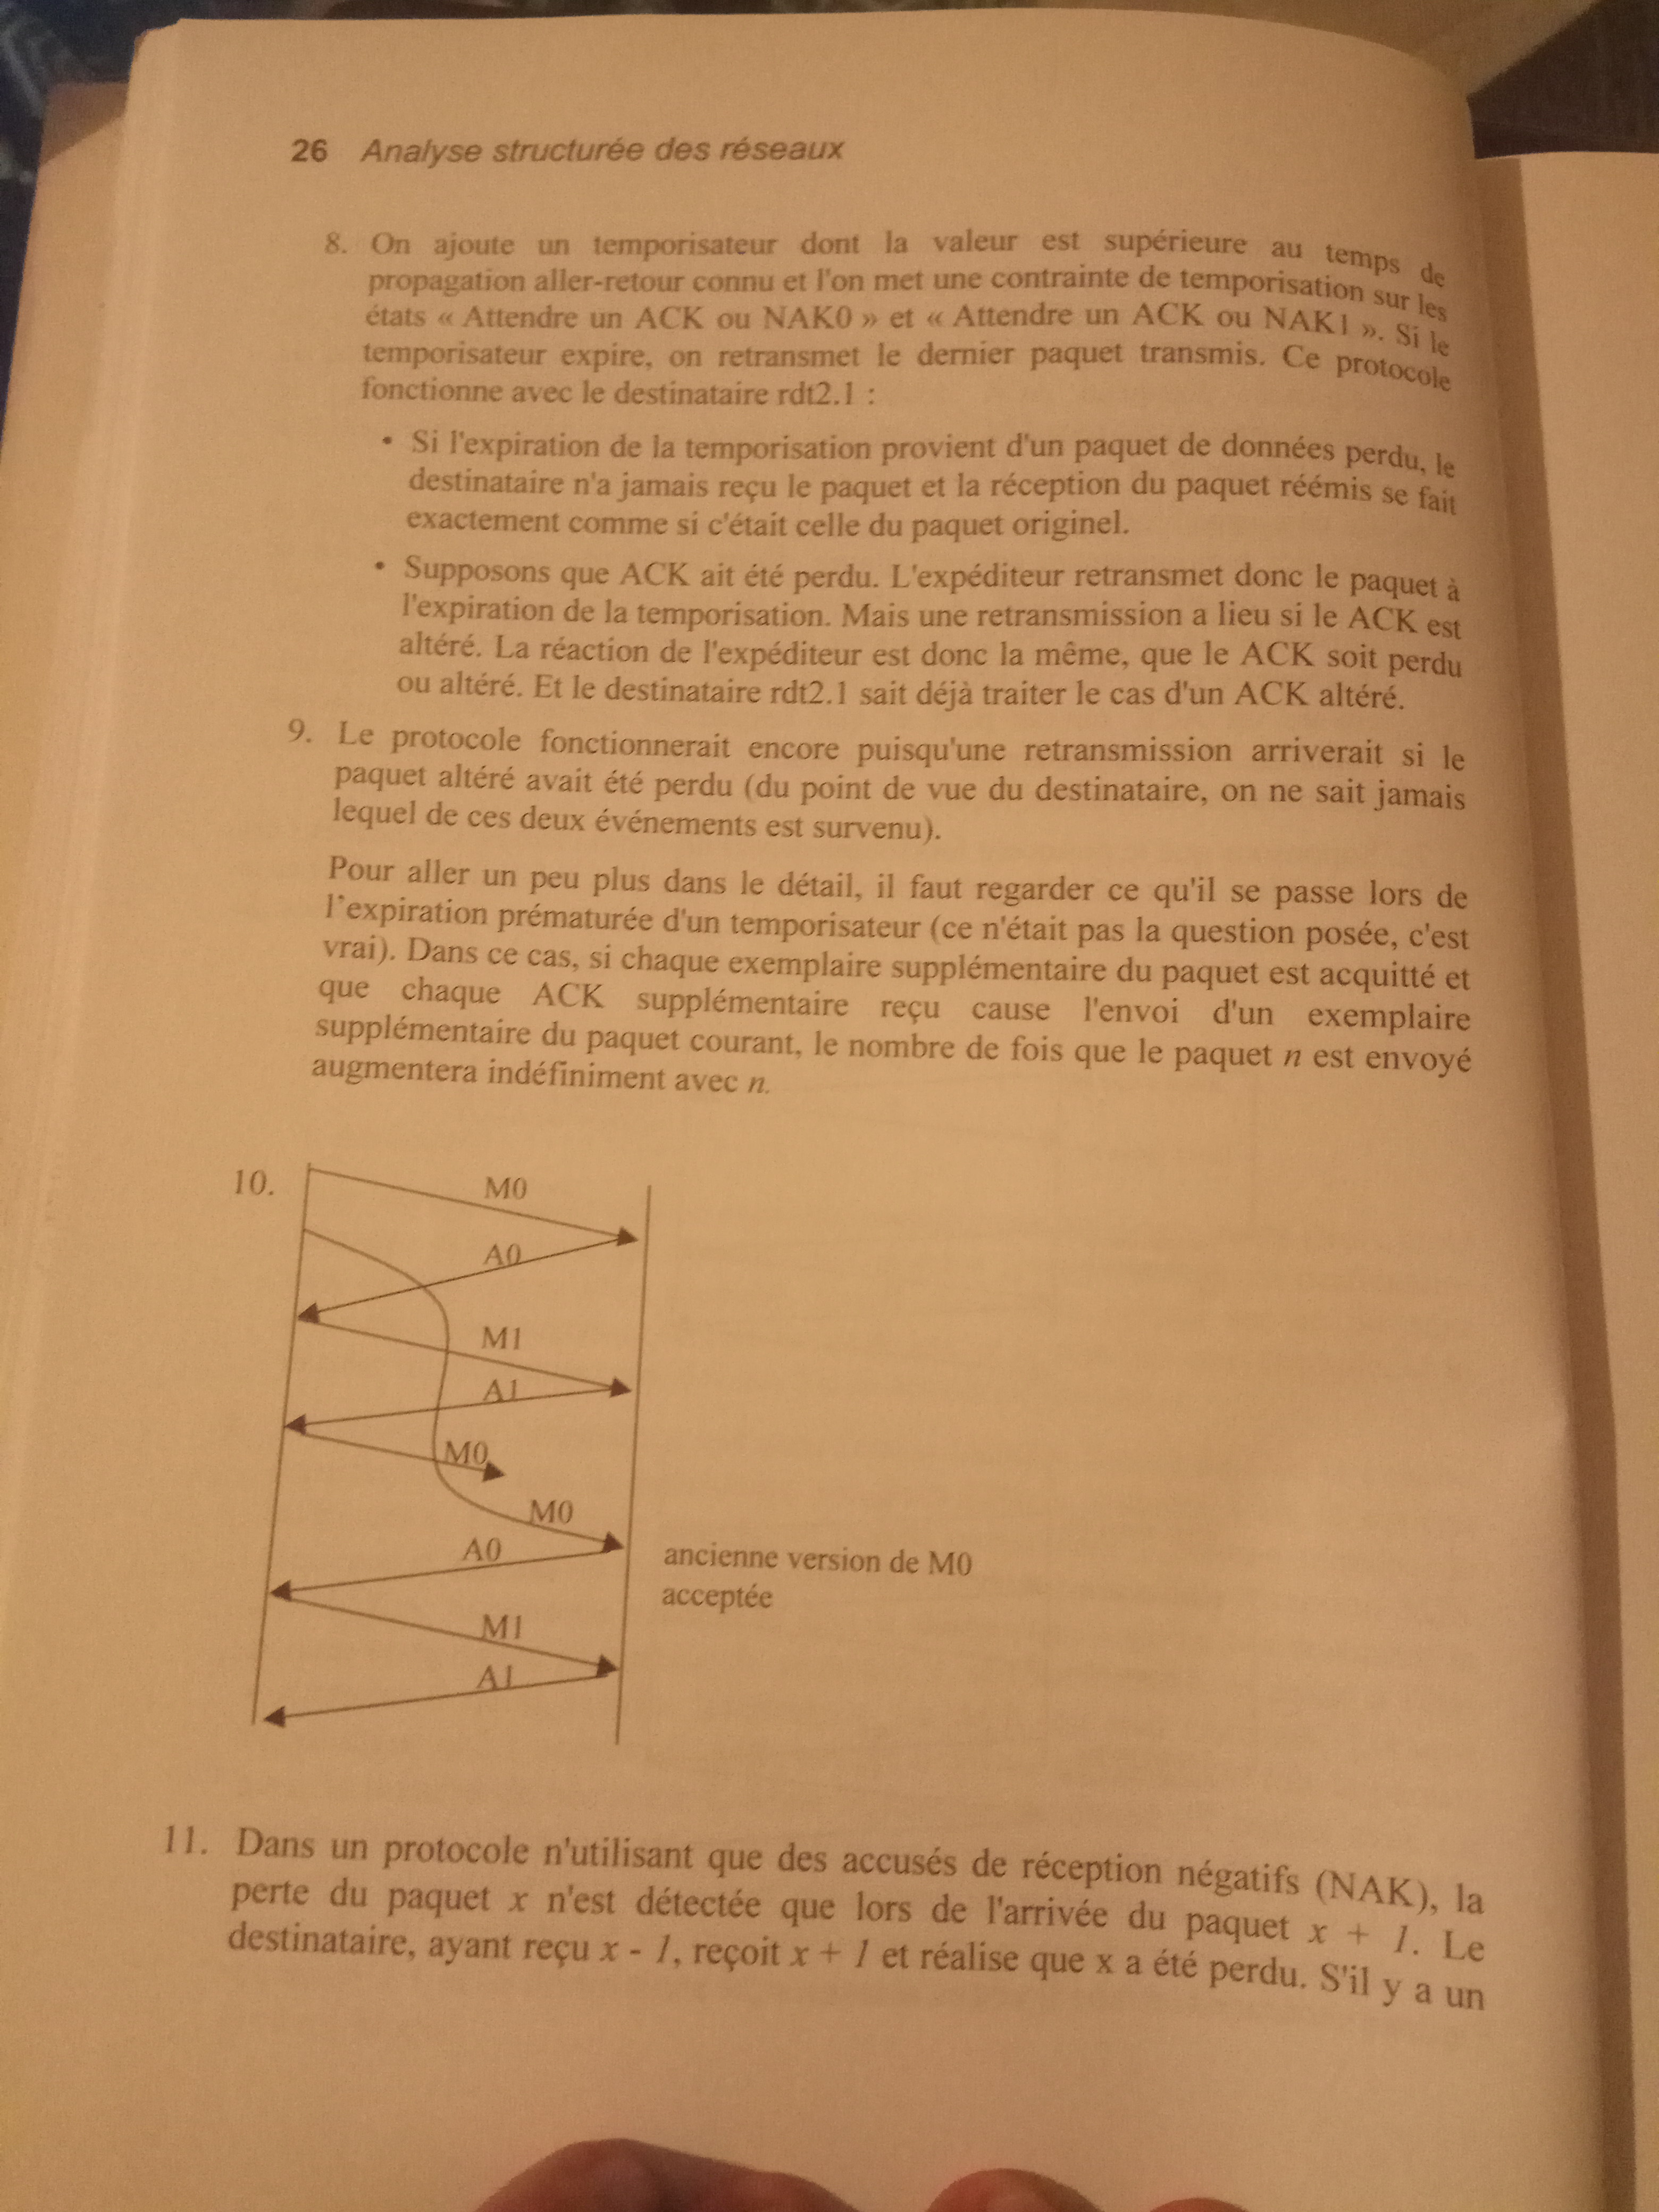 26 Analyse structurée des réseaux
8. On ajoute un temporisateur dont la valeur est supérieure au temps de
propagation aller-retour connu et l'on met une contrainte de temporisation sur les
états « Attendre un ACK ou NAK0 » et « Attendre un ACK ou NAK1 ». Si le
temporisateur expire, on retransmet le dernier paquet transmis. Ce protocole
fonctionne avec le destinataire rdt2.1 :
• Si l'expiration de la temporisation provient d'un paquet de données perdu, le
destinataire n'a jamais reçu le paquet et la réception du paquet réémis se fait
exactement comme si c'était celle du paquet originel.
• Supposons que ACK ait été perdu. L'expéditeur retransmet donc le paquet à
l'expiration de la temporisation. Mais une retransmission a lieu si le ACK est
altéré. La réaction de l'expéditeur est donc la même, que le ACK soit perdu
ou altéré. Et le destinataire rdt2.1 sait déjà traiter le cas d'un ACK altéré.
9. Le protocole fonctionnerait encore puisqu'une retransmission arriverait si le
paquet altéré avait été perdu (du point de vue du destinataire, on ne sait jamais
lequel de ces deux événements est survenu).
Pour aller un peu plus dans le détail, il faut regarder ce qu'il se passe lors de
l'expiration prématurée d'un temporisateur (ce n'était pas la question posée, c'est
vrai). Dans ce cas, si chaque exemplaire supplémentaire du paquet est acquitté et
que chaque ACK supplémentaire reçu cause l'envoi d'un exemplaire
supplémentaire du paquet courant, le nombre de fois que le paquet n est envoyé
augmentera indéfiniment avec n.
10.
M0
A0
M1
A1
M0
M0
A0
ancienne version de M0
acceptée
M1
A1
11. Dans un protocole n'utilisant que des accusés de réception négatifs (NAK), la
perte du paquet x n'est détectée que lors de l'arrivée du paquet x + 1. Le
destinataire, ayant reçu x - 1, reçoit x + 1 et réalise que x a été perdu. S'il y a un